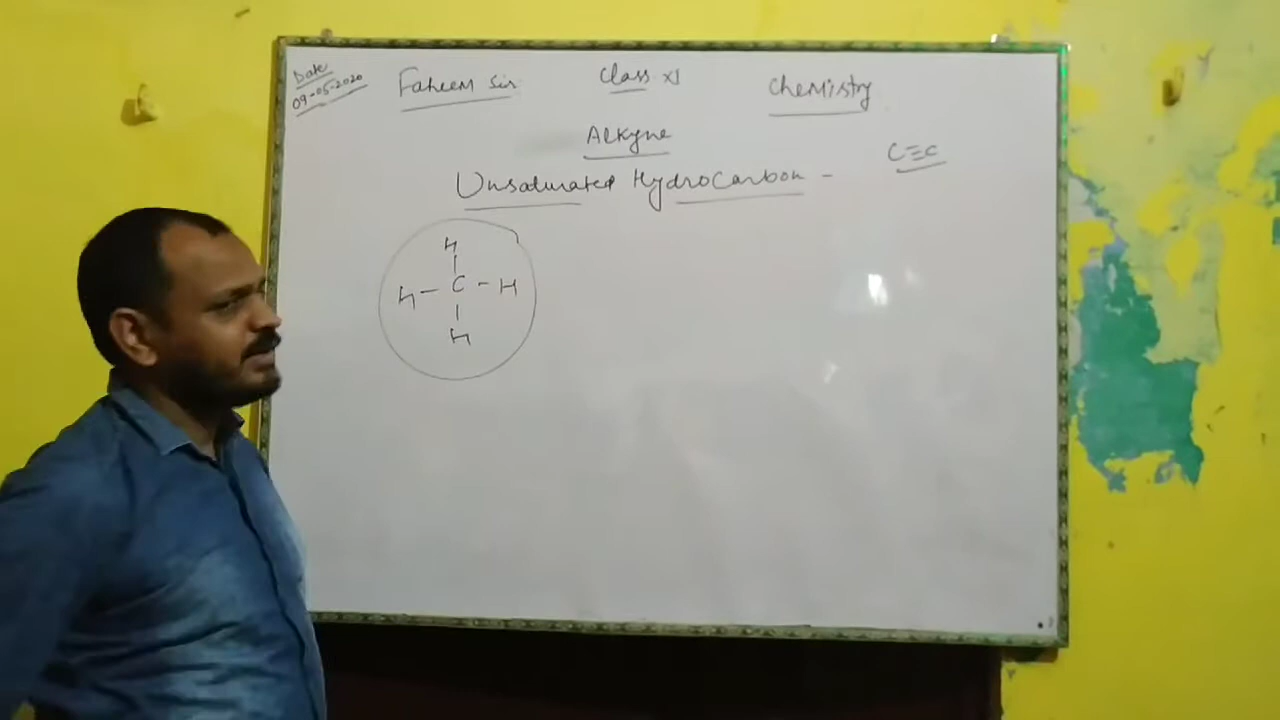 Date
09-05-2020
Faheem Sir
Class XI
Chemistry
Alkyne
Unsaturated HydroCarbon -
C≡C
H
|
H - C - H
|
H